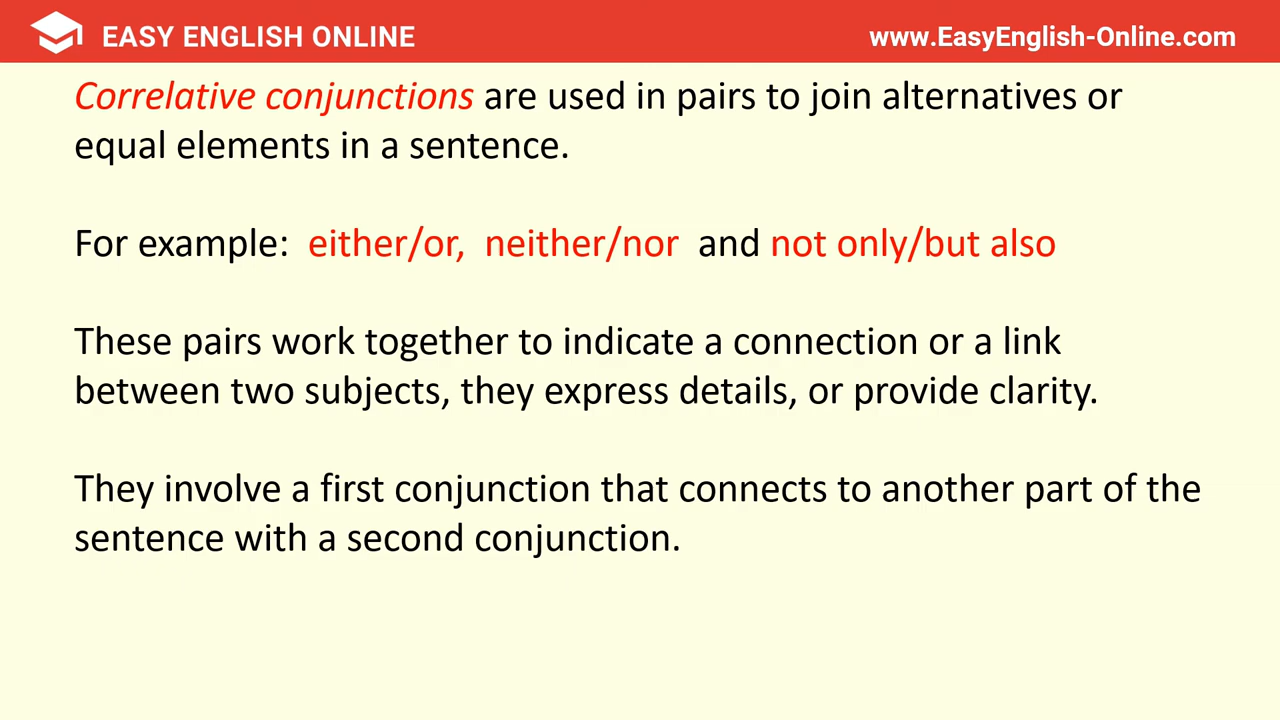 EASY ENGLISH ONLINE
www.EasyEnglish-Online.com
Correlative conjunctions are used in pairs to join alternatives or
equal elements in a sentence.
For example: either/or, neither/nor and not only/but also
These pairs work together to indicate a connection or a link
between two subjects, they express details, or provide clarity.
They involve a first conjunction that connects to another part of the
sentence with a second conjunction.